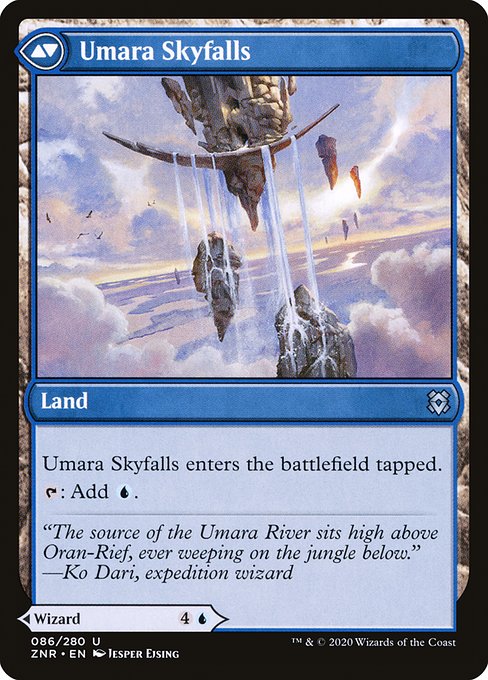 Umara Skyfalls
Land
Umara Skyfalls enters the battlefield tapped.
: Add .
“The source of the Umara River sits high above
Oran-Rief, ever weeping on the jungle below.”
—Ko Dari, expedition wizard
Wizard 4
086/280 U
ZNR • EN Jesper Eising
™ & © 2020 Wizards of the Coast